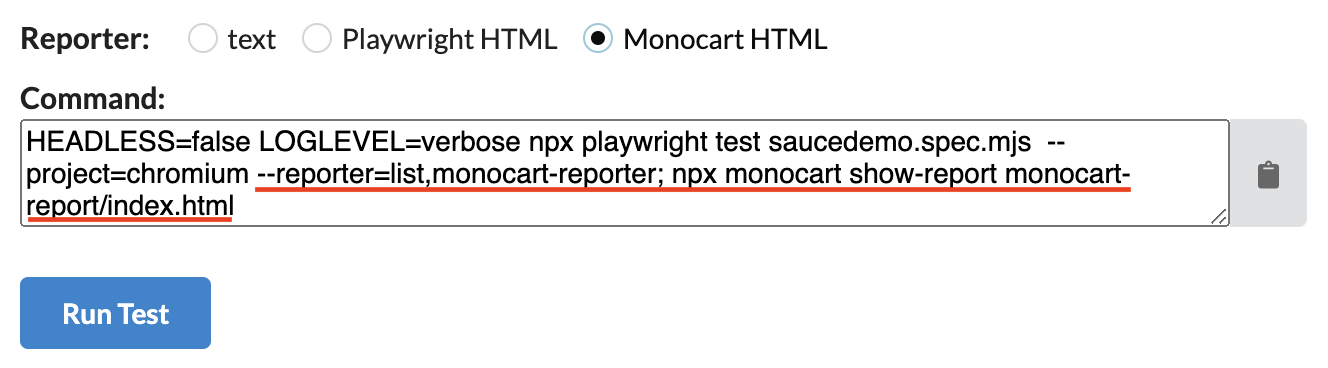 Reporter: text Playwright HTML Monocart HTML
Command:
HEADLESS=false LOGLEVEL=verbose npx playwright test saucedemo.spec.mjs  --
project=chromium --reporter=list,monocart-reporter; npx monocart show-report monocart-
report/index.html
Run Test